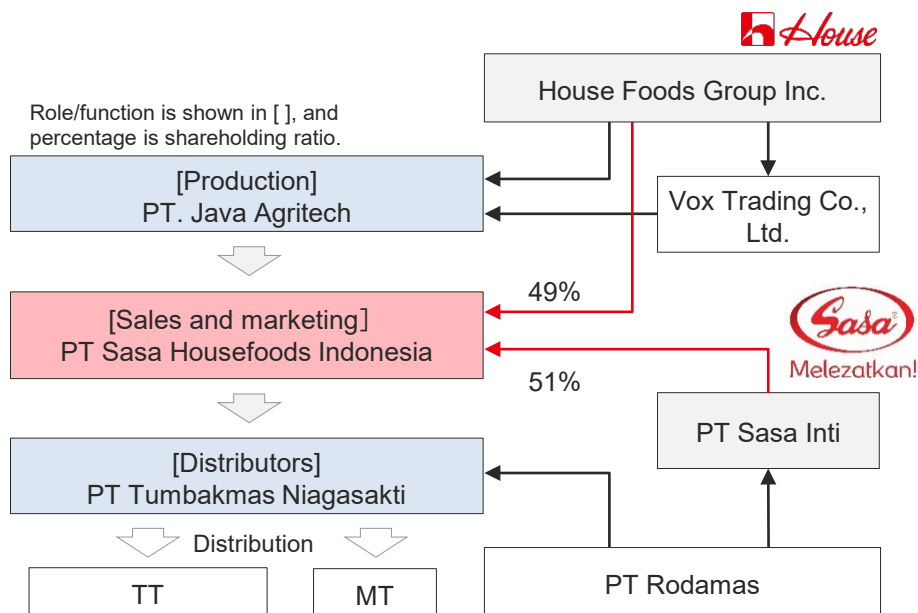 House
House Foods Group Inc.
Role/function is shown in [ ], and
percentage is shareholding ratio.
[Production]
PT. Java Agritech
Vox Trading Co.,
Ltd.
49%
[Sales and marketing］
PT Sasa Housefoods Indonesia
Sasa®
Melezatkan!
51%
PT Sasa Inti
[Distributors]
PT Tumbakmas Niagasakti
Distribution
TT
MT
PT Rodamas